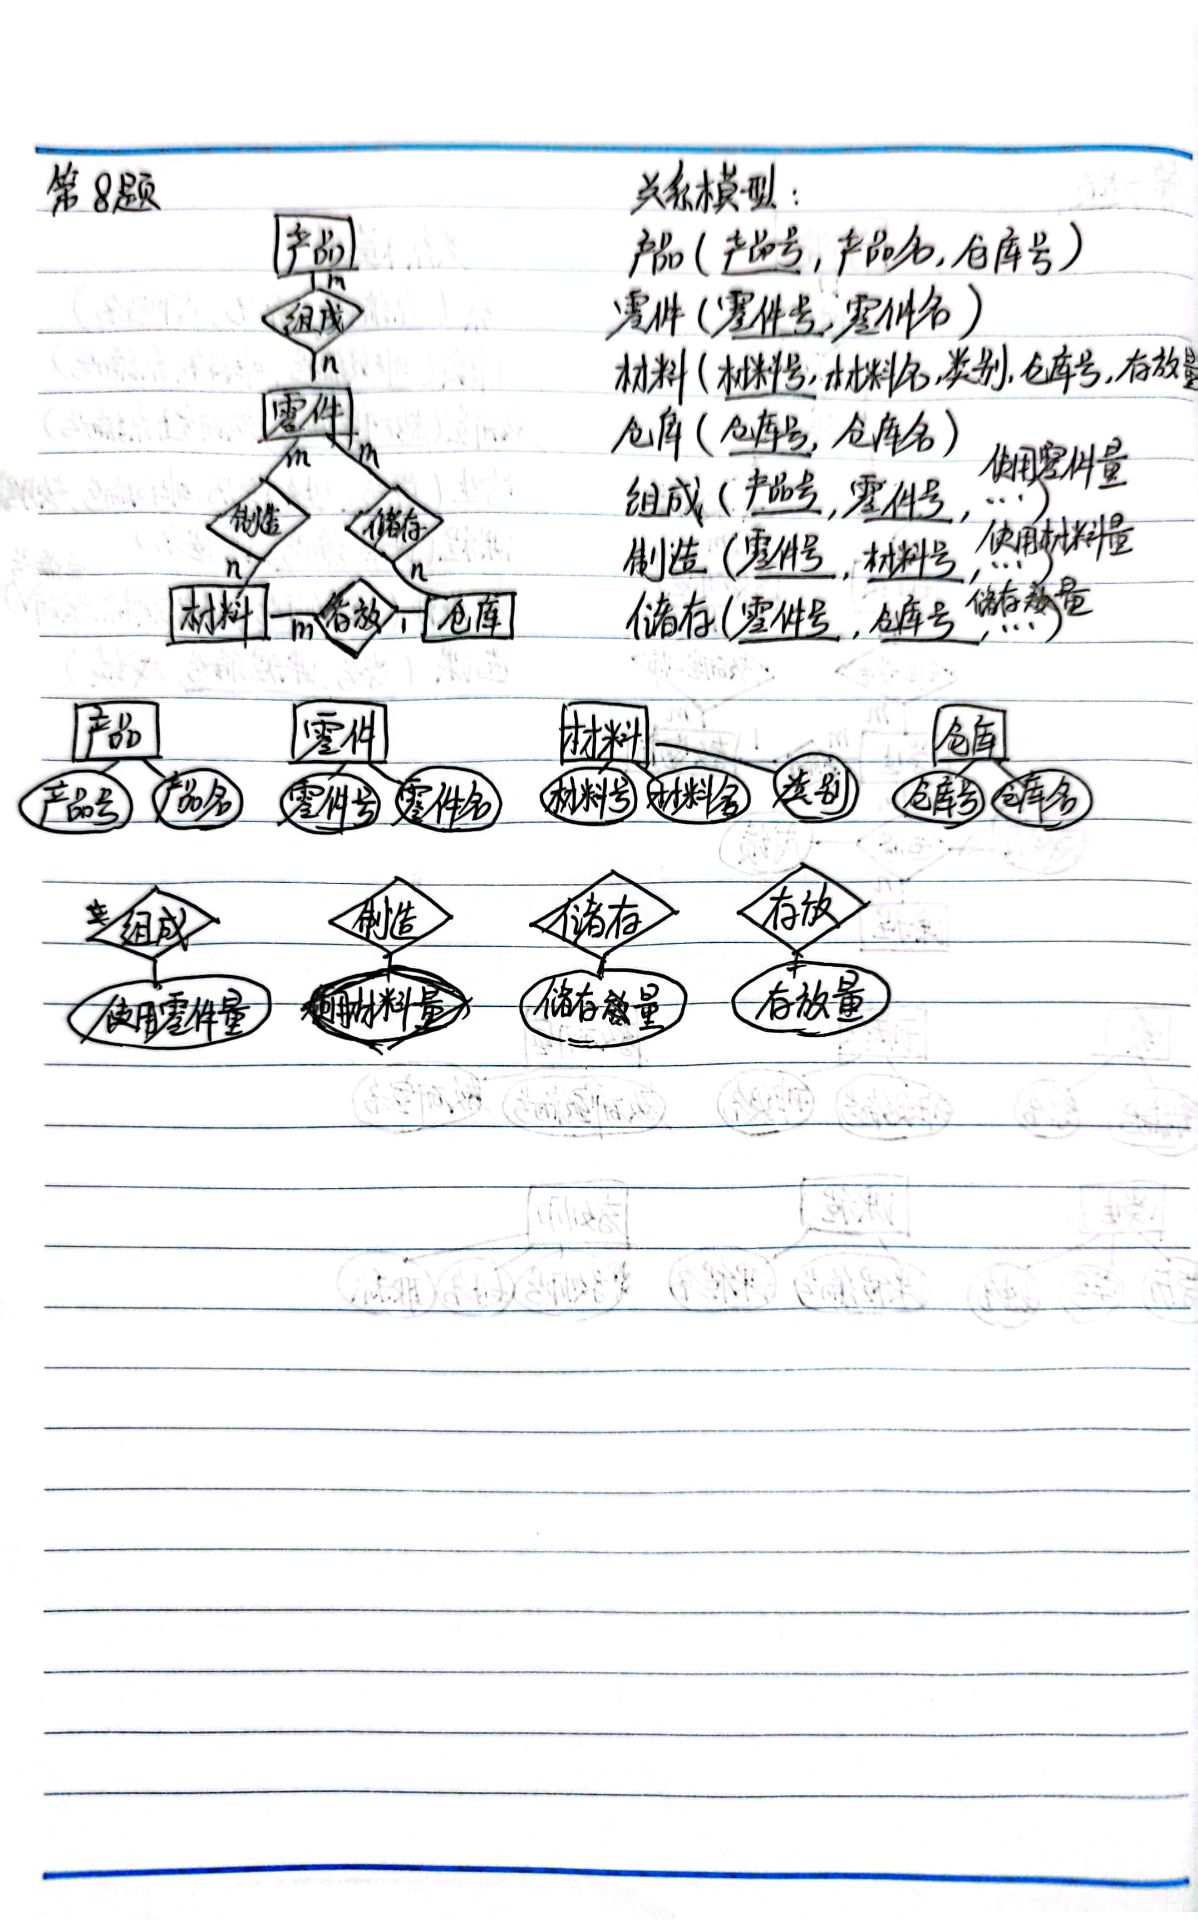 第8题
关系模型:
产品(产品号,产品名,仓库号)
零件(零件号,零件名)
材料(材料号,材料名,类别,仓库号,存放量
仓库(仓库号,仓库名)
组成(产品号,零件号,使用零件量…)
制造(零件号,材料号,使用材料量…)
储存(零件号,仓库号,储存数量…)
产品
m
组成
n
零件
m m
制造 储存
n n
材料 m 存放 1 仓库
产品 零件 材料 仓库
产品号 产品名 零件号 零件名 材料号 材料名 类别 仓库号 仓库名
组成 制造 储存 存放
使用零件量 使用材料量 储存数量 存放量